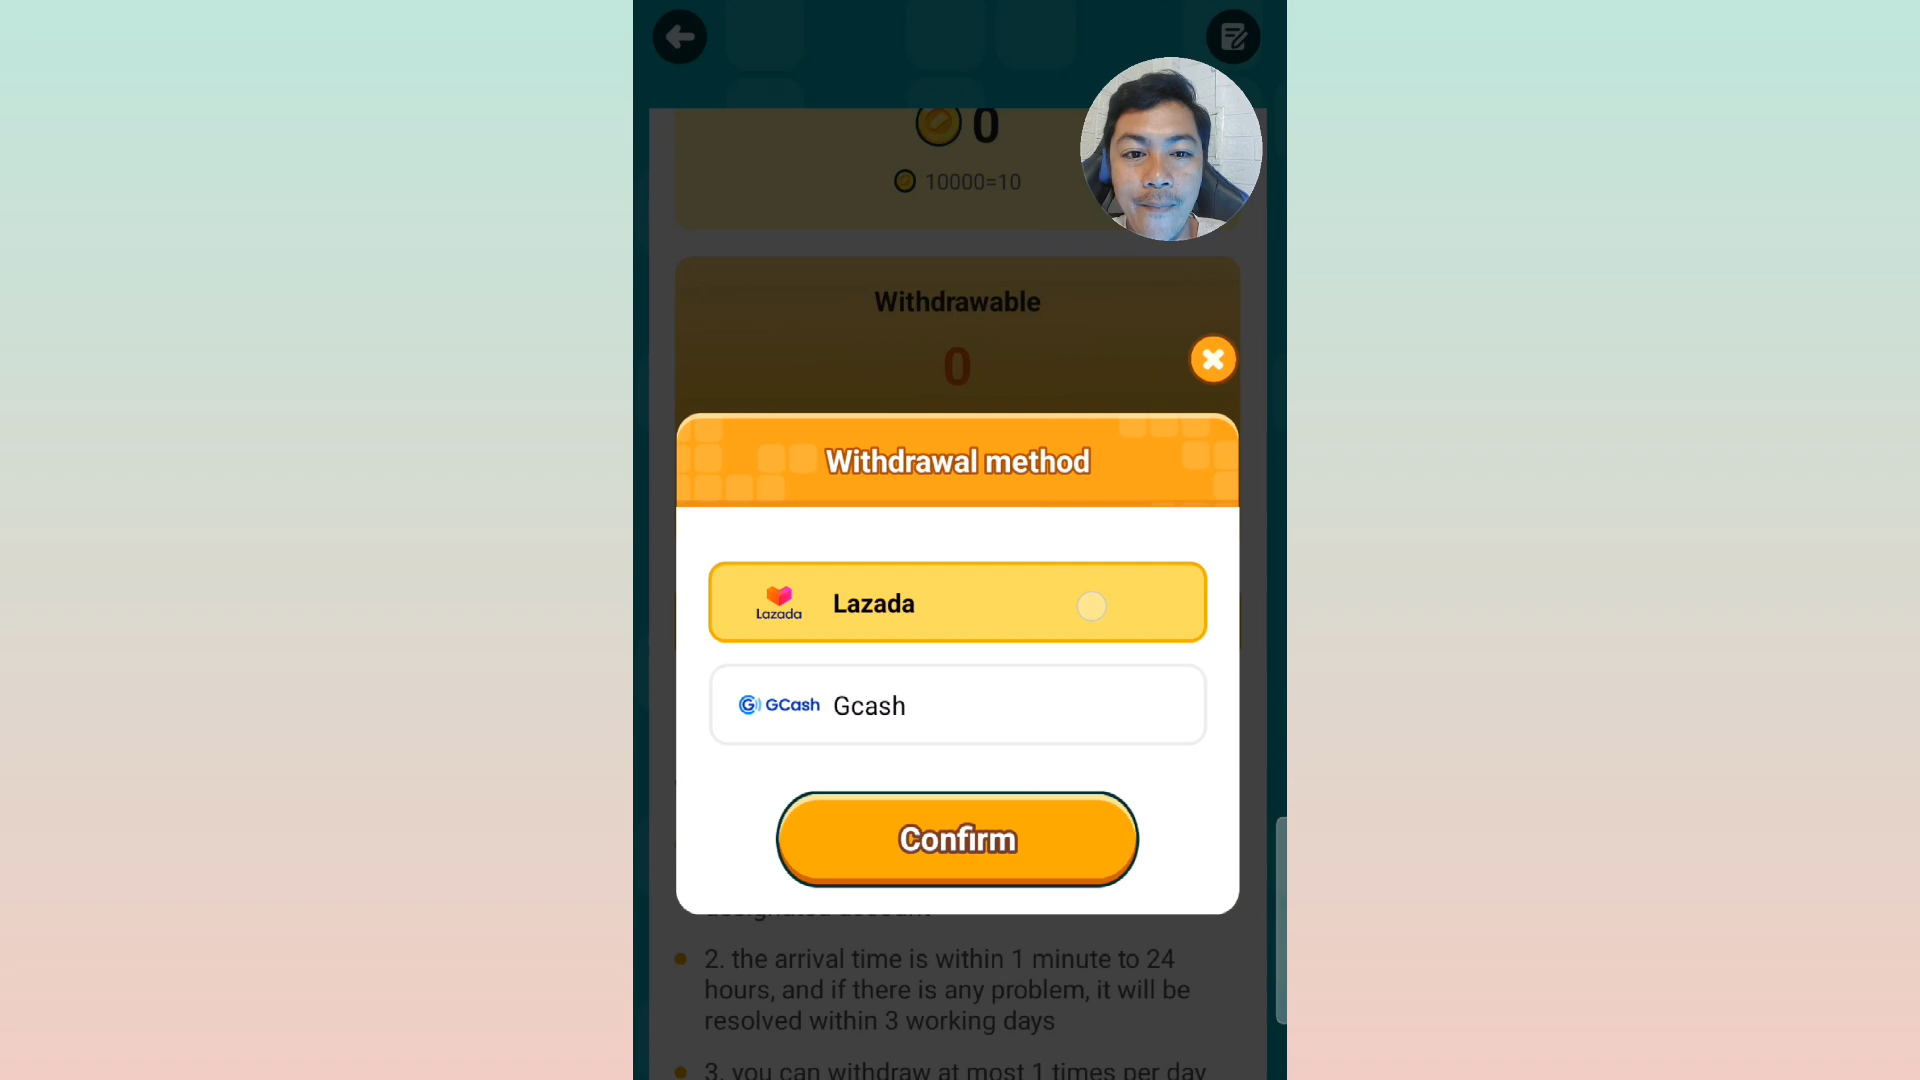 0
10000=10
Withdrawable
0
Withdrawal method
Lazada Lazada
GCash Gcash
Confirm
designated account
2. the arrival time is within 1 minute to 24
hours, and if there is any problem, it will be
resolved within 3 working days
3. you can withdraw at most 1 times per day